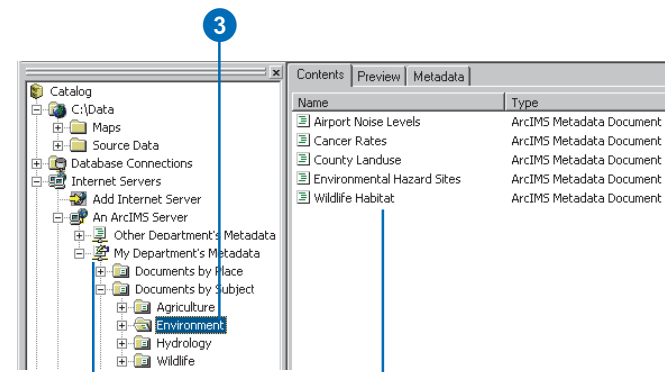 3
Catalog
C:\Data
Maps
Source Data
Database Connections
Internet Servers
Add Internet Server
An ArcIMS Server
Other Department's Metadata
My Department's Metadata
Documents by Place
Documents by Subject
Agriculture
Environment
Hydrology
Wildlife
Contents Preview Metadata
Name Type
Airport Noise Levels ArcIMS Metadata Document
Cancer Rates ArcIMS Metadata Document
County Landuse ArcIMS Metadata Document
Environmental Hazard Sites ArcIMS Metadata Document
Wildlife Habitat ArcIMS Metadata Document